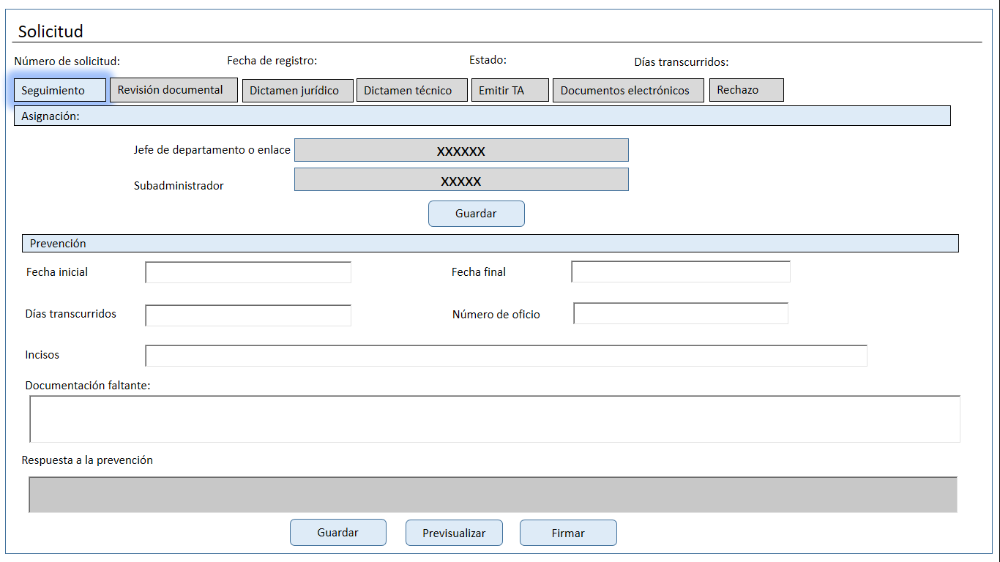 Solicitud
Número de solicitud: Fecha de registro: Estado: Días transcurridos:
Seguimiento Revisión documental Dictamen jurídico Dictamen técnico Emitir TA Documentos electrónicos Rechazo
Asignación:
Jefe de departamento o enlace XXXXXX
Subadministrador XXXXX
Guardar
Prevención
Fecha inicial Fecha final
Días transcurridos Número de oficio
Incisos
Documentación faltante:
Respuesta a la prevención
Guardar Previsualizar Firmar